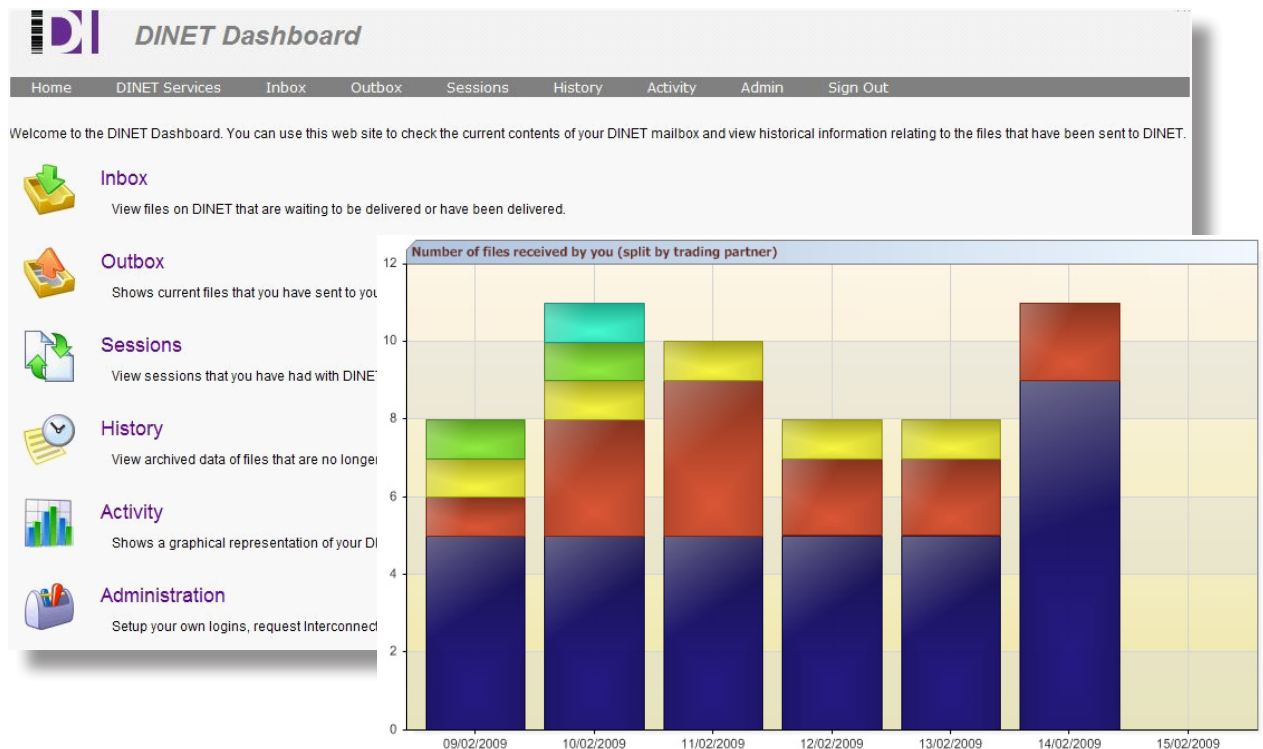 DI DINET Dashboard
Home DINET Services Inbox Outbox Sessions History Activity Admin Sign Out
Welcome to the DINET Dashboard. You can use this web site to check the current contents of your DINET mailbox and view historical information relating to the files that have been sent to DINET.
Inbox
View files on DINET that are waiting to be delivered or have been delivered.
Outbox
Shows current files that you have sent to you
Sessions
View sessions that you have had with DINE
History
View archived data of files that are no longer
Activity
Shows a graphical representation of your DI
Administration
Setup your own logins, request Interconnect
Number of files received by you (split by trading partner)
12
10
8
6
4
2
0
09/02/2009 10/02/2009 11/02/2009 12/02/2009 13/02/2009 14/02/2009 15/02/2009